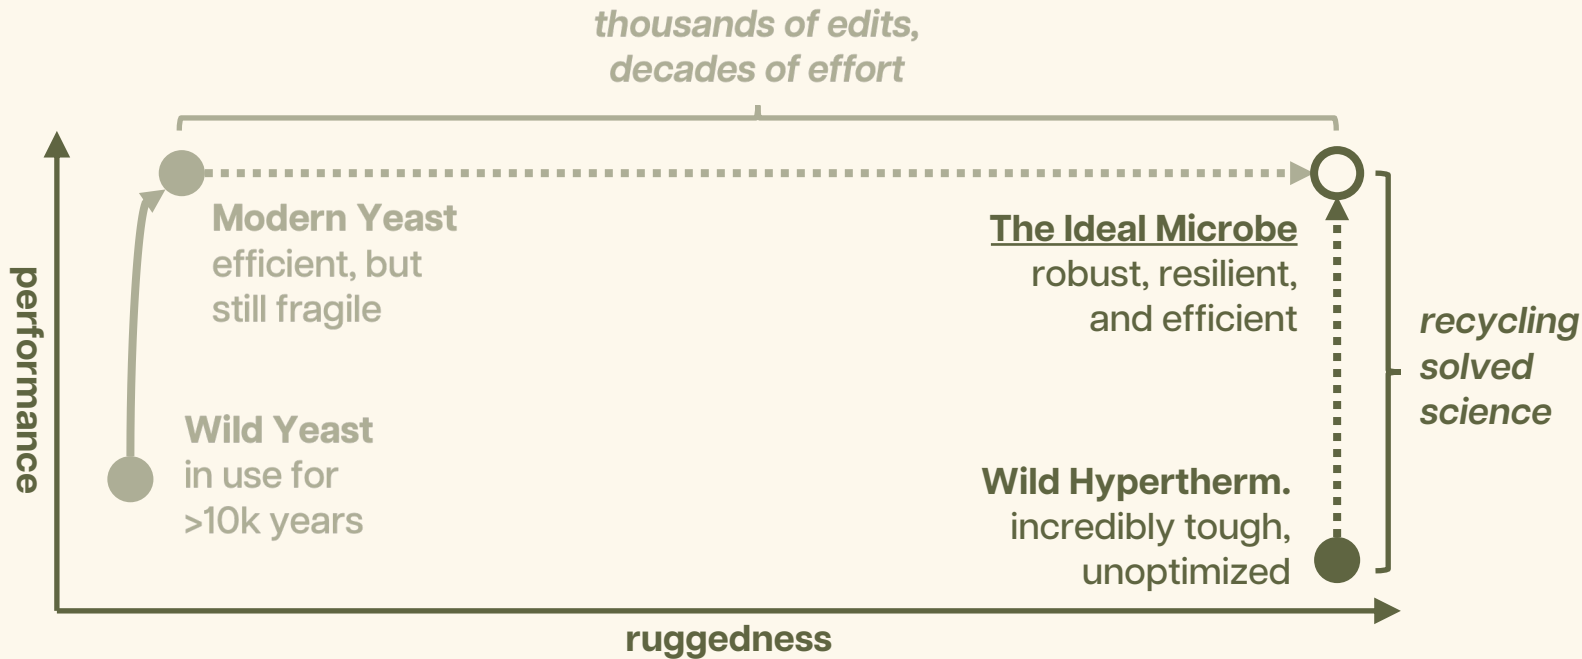 thousands of edits,
decades of effort
Modern Yeast
efficient, but
still fragile
The Ideal Microbe
robust, resilient,
and efficient
performance
recycling
solved
science
Wild Yeast
in use for
>10k years
Wild Hypertherm.
incredibly tough,
unoptimized
ruggedness